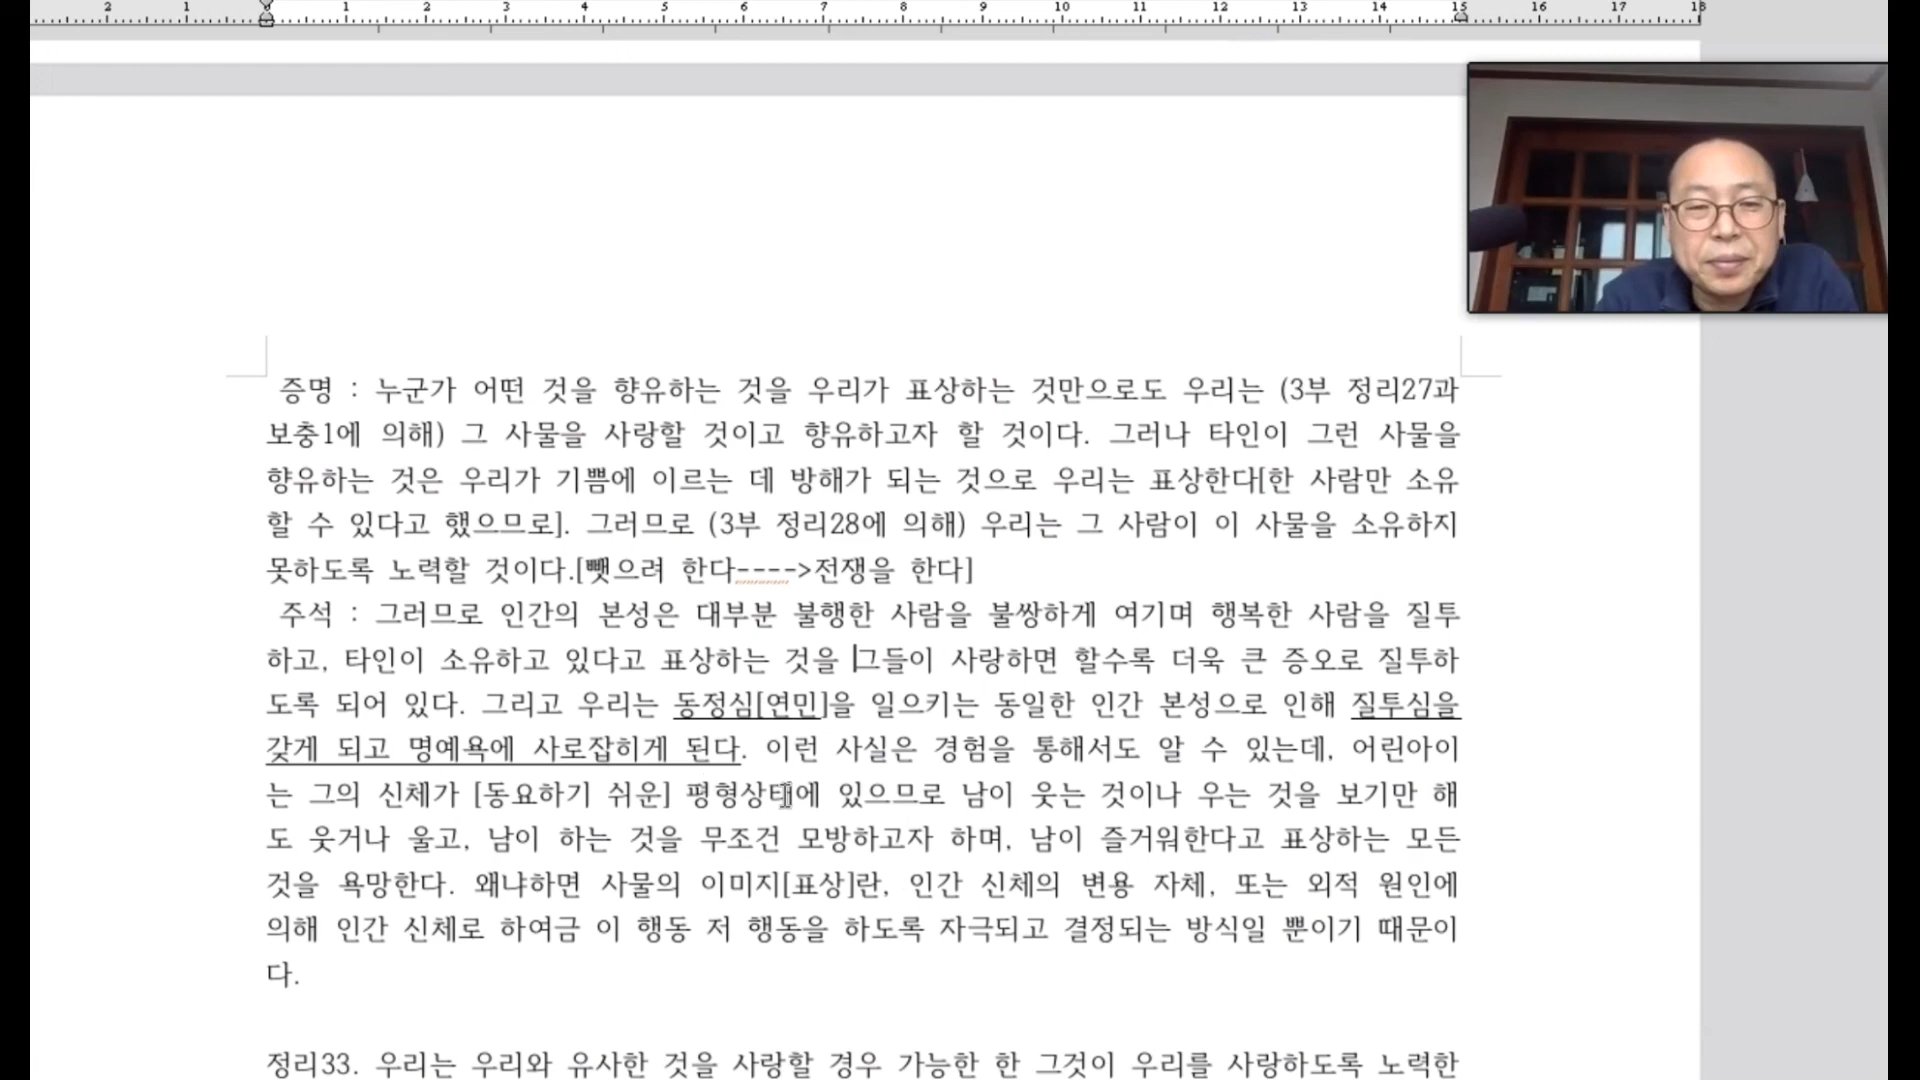 2 1 1 2 3 4 5 6 7 8 9 10 11 12 13 14 15 16 17 18
증명 : 누군가 어떤 것을 향유하는 것을 우리가 표상하는 것만으로도 우리는 (3부 정리27과
보충1에 의해) 그 사물을 사랑할 것이고 향유하고자 할 것이다. 그러나 타인이 그런 사물을
향유하는 것은 우리가 기쁨에 이르는 데 방해가 되는 것으로 우리는 표상한다[한 사람만 소유
할 수 있다고 했으므로]. 그러므로 (3부 정리28에 의해) 우리는 그 사람이 이 사물을 소유하지
못하도록 노력할 것이다.[뺏으려 한다---->전쟁을 한다]
주석 : 그러므로 인간의 본성은 대부분 불행한 사람을 불쌍하게 여기며 행복한 사람을 질투
하고, 타인이 소유하고 있다고 표상하는 것을 그들이 사랑하면 할수록 더욱 큰 증오로 질투하
도록 되어 있다. 그리고 우리는 동정심[연민]을 일으키는 동일한 인간 본성으로 인해 질투심을
갖게 되고 명예욕에 사로잡히게 된다. 이런 사실은 경험을 통해서도 알 수 있는데, 어린아이
는 그의 신체가 [동요하기 쉬운] 평형상태에 있으므로 남이 웃는 것이나 우는 것을 보기만 해
도 웃거나 울고, 남이 하는 것을 무조건 모방하고자 하며, 남이 즐거워한다고 표상하는 모든
것을 욕망한다. 왜냐하면 사물의 이미지[표상]란, 인간 신체의 변용 자체, 또는 외적 원인에
의해 인간 신체로 하여금 이 행동 저 행동을 하도록 자극되고 결정되는 방식일 뿐이기 때문이
다.
정리33. 우리는 우리와 유사한 것을 사랑할 경우 가능한 한 그것이 우리를 사랑하도록 노력한